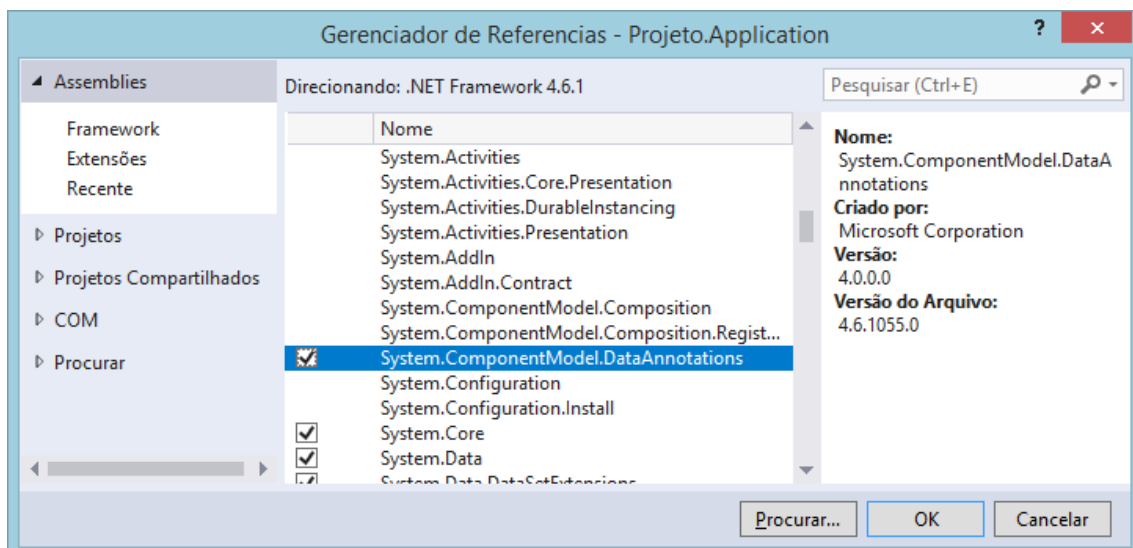 Gerenciador de Referencias - Projeto.Application
?
Assemblies
Framework
Extensões
Recente
Projetos
Projetos Compartilhados
COM
Procurar
Direcionando: .NET Framework 4.6.1
Nome
System.Activities
System.Activities.Core.Presentation
System.Activities.DurableInstancing
System.Activities.Presentation
System.AddIn
System.AddIn.Contract
System.ComponentModel.Composition
System.ComponentModel.Composition.Regist...
System.ComponentModel.DataAnnotations
System.Configuration
System.Configuration.Install
System.Core
System.Data
System.Data.DataSetExtensions
Pesquisar (Ctrl+E)
Nome:
System.ComponentModel.DataA
nnotations
Criado por:
Microsoft Corporation
Versão:
4.0.0.0
Versão do Arquivo:
4.6.1055.0
Procurar...
OK
Cancelar